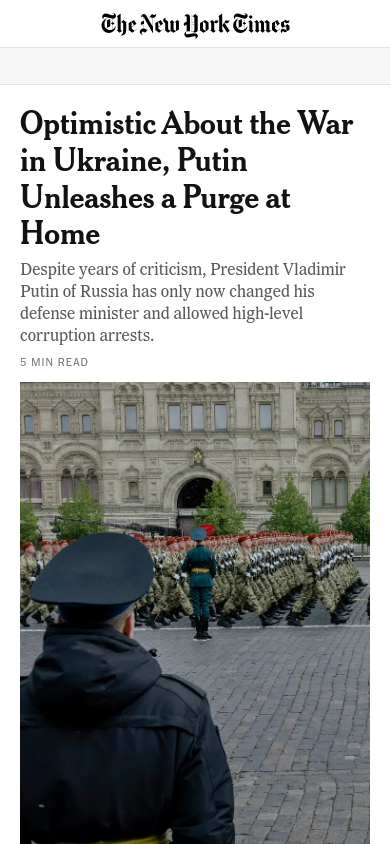 The New York Times
Optimistic About the War
in Ukraine, Putin
Unleashes a Purge at
Home
Despite years of criticism, President Vladimir
Putin of Russia has only now changed his
defense minister and allowed high-level
corruption arrests.
5 MIN READ